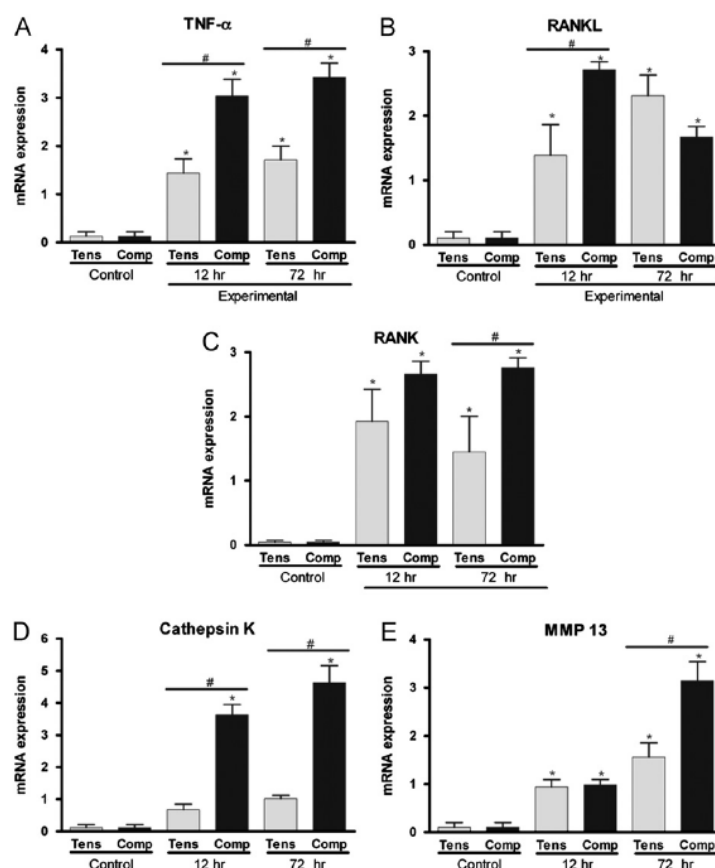 A
TNF-α
mRNA expression
4
3
2
1
0
#
#
*
*
*
*
Tens Comp Tens Comp Tens Comp
Control 12 hr 72 hr
Experimental
B
RANKL
mRNA expression
3
2
1
0
#
*
*
*
*
Tens Comp Tens Comp Tens Comp
Control 12 hr 72 hr
Experimental
C
RANK
mRNA expression
3
2
1
0
#
*
*
*
*
Tens Comp Tens Comp Tens Comp
Control 12 hr 72 hr
D
Cathepsin K
mRNA expression
6
5
4
3
2
1
0
#
#
*
*
Tens Comp Tens Comp Tens Comp
Control 12 hr 72 hr
E
MMP 13
mRNA expression
4
3
2
1
0
#
*
*
*
*
Tens Comp Tens Comp Tens Comp
Control 12 hr 72 hr